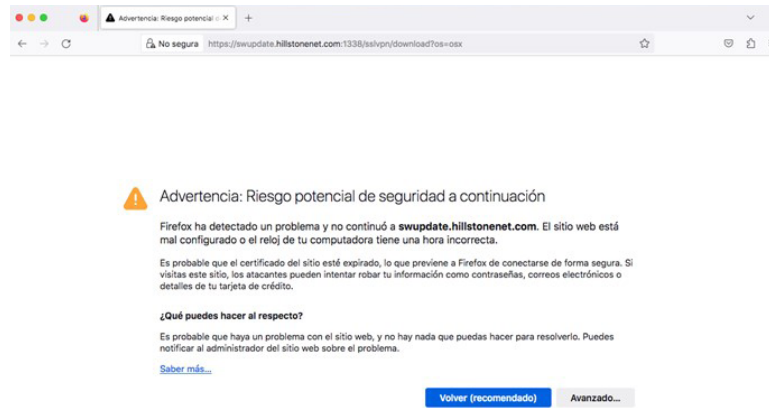 Advertencia: Riesgo potencial c
No segura https://swupdate.hillstonenet.com:1338/sslvpn/download?os=osx
Advertencia: Riesgo potencial de seguridad a continuación
Firefox ha detectado un problema y no continuó a swupdate.hillstonenet.com. El sitio web está
mal configurado o el reloj de tu computadora tiene una hora incorrecta.
Es probable que el certificado del sitio esté expirado, lo que previene a Firefox de conectarse de forma segura. Si
visitas este sitio, los atacantes pueden intentar robar tu información como contraseñas, correos electrónicos o
detalles de tu tarjeta de crédito.
¿Qué puedes hacer al respecto?
Es probable que haya un problema con el sitio web, y no hay nada que puedas hacer para resolverlo. Puedes
notificar al administrador del sitio web sobre el problema.
Saber más...
Volver (recomendado) Avanzado...